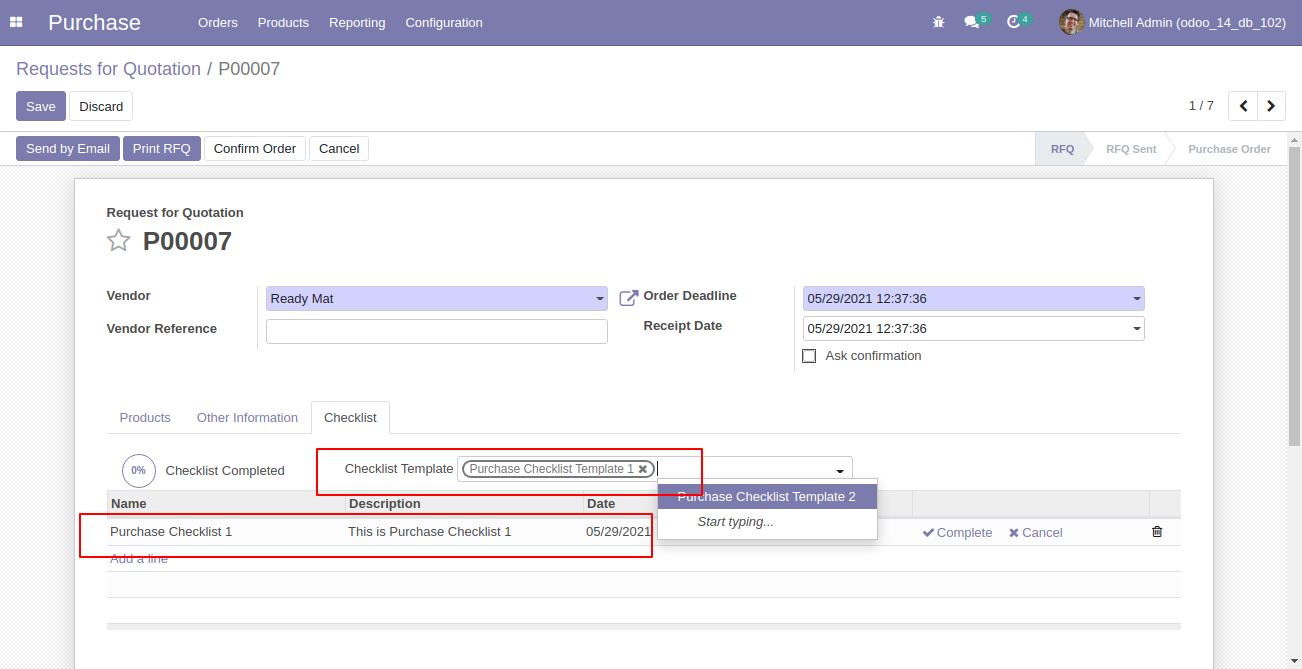 Purchase Orders Products Reporting Configuration 5 4 Mitchell Admin (odoo_14_db_102)
Requests for Quotation / P00007
Save Discard 1 / 7
Send by Email Print RFQ Confirm Order Cancel RFQ RFQ Sent Purchase Order
Request for Quotation
P00007
Vendor Ready Mat Order Deadline 05/29/2021 12:37:36
Vendor Reference Receipt Date 05/29/2021 12:37:36
Ask confirmation
Products Other Information Checklist
0% Checklist Completed Checklist Template Purchase Checklist Template 1
Purchase Checklist Template 2
Name Description Date
Start typing...
Purchase Checklist 1 This is Purchase Checklist 1 05/29/2021 Complete Cancel
Add a line